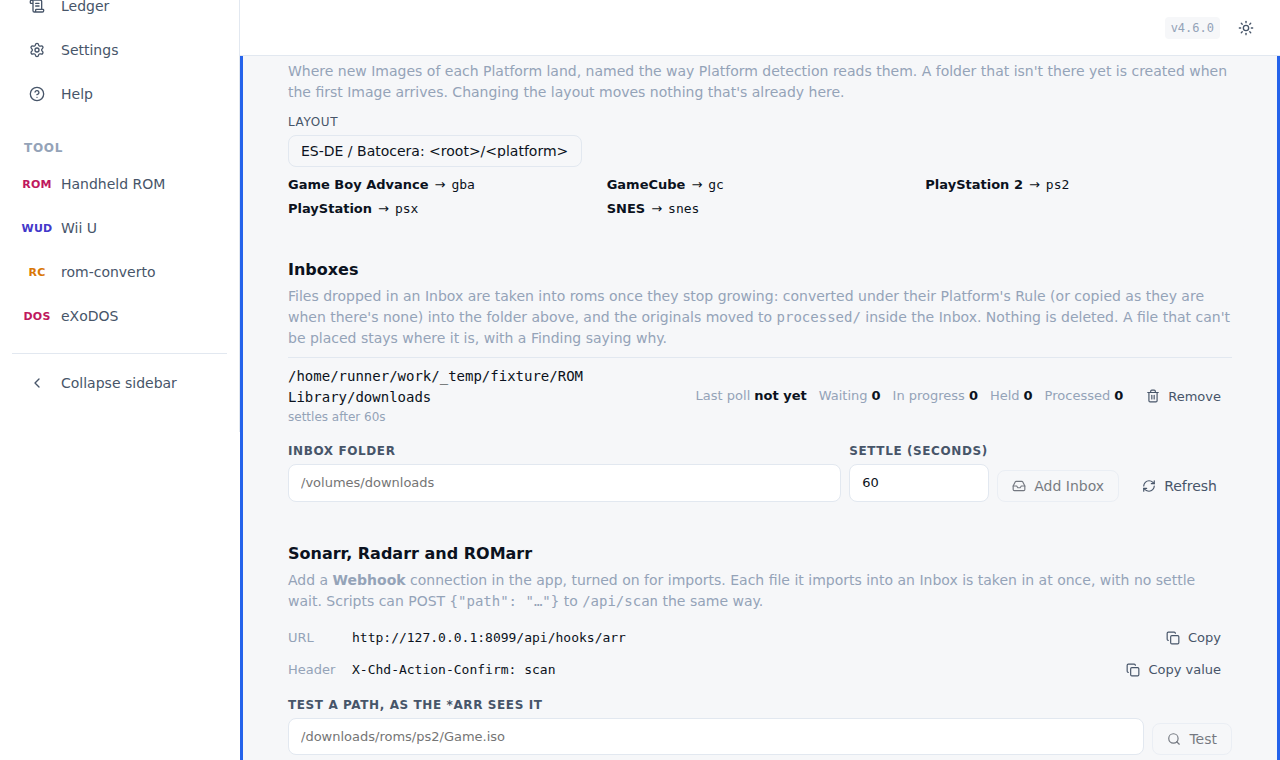 Ledger
Settings
Help
TOOL
ROM Handheld ROM
WUD Wii U
RC rom-converto
DOS eXoDOS
Collapse sidebar
v4.6.0
Where new Images of each Platform land, named the way Platform detection reads them. A folder that isn't there yet is created when
the first Image arrives. Changing the layout moves nothing that's already here.
LAYOUT
ES-DE / Batocera: <root>/<platform>
Game Boy Advance → gba
GameCube → gc
PlayStation 2 → ps2
PlayStation → psx
SNES → snes
Inboxes
Files dropped in an Inbox are taken into roms once they stop growing: converted under their Platform's Rule (or copied as they are
when there's none) into the folder above, and the originals moved to processed/ inside the Inbox. Nothing is deleted. A file that can't
be placed stays where it is, with a Finding saying why.
/home/runner/work/_temp/fixture/ROM
Library/downloads
settles after 60s
Last poll not yet Waiting 0 In progress 0 Held 0 Processed 0 Remove
INBOX FOLDER
/volumes/downloads
SETTLE (SECONDS)
60
Add Inbox
Refresh
Sonarr, Radarr and ROMarr
Add a Webhook connection in the app, turned on for imports. Each file it imports into an Inbox is taken in at once, with no settle
wait. Scripts can POST {"path": "…"} to /api/scan the same way.
URL http://127.0.0.1:8099/api/hooks/arr Copy
Header X-Chd-Action-Confirm: scan Copy value
TEST A PATH, AS THE *ARR SEES IT
/downloads/roms/ps2/Game.iso
Test